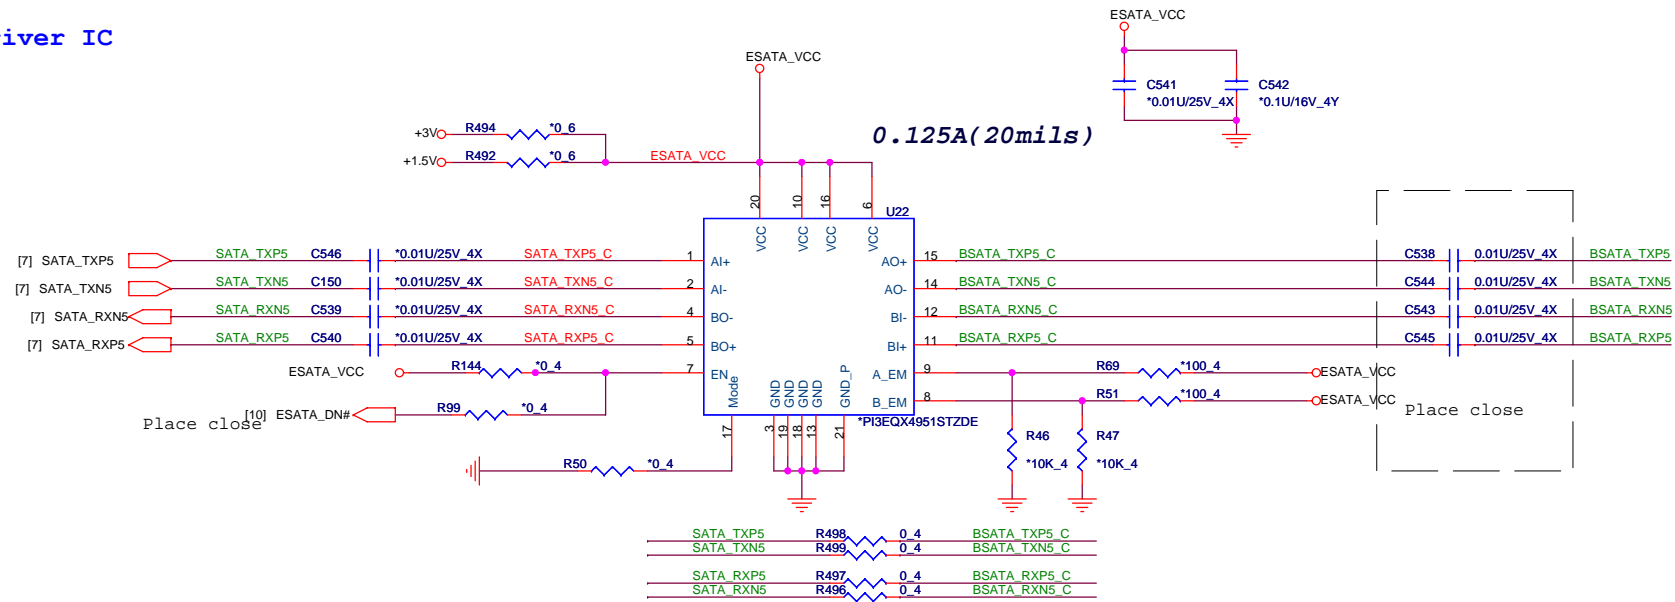 iver IC
ESATA_VCC
C541
*0.01U/25V_4X
C542
*0.1U/16V_4Y
ESATA_VCC
0.125A(20mils)
+3V R494 *0_6
+1.5V R492 *0_6 ESATA_VCC
20 10 16 6
U22
VCC VCC VCC VCC
[7] SATA_TXP5 SATA_TXP5 C546 *0.01U/25V_4X SATA_TXP5_C 1 AI+ AO+ 15 BSATA_TXP5_C C538 0.01U/25V_4X BSATA_TXP5
[7] SATA_TXN5 SATA_TXN5 C150 *0.01U/25V_4X SATA_TXN5_C 2 AI- AO- 14 BSATA_TXN5_C C544 0.01U/25V_4X BSATA_TXN5
[7] SATA_RXN5 SATA_RXN5 C539 *0.01U/25V_4X SATA_RXN5_C 4 BO- BI- 12 BSATA_RXN5_C C543 0.01U/25V_4X BSATA_RXN5
[7] SATA_RXP5 SATA_RXP5 C540 *0.01U/25V_4X SATA_RXP5_C 5 BO+ BI+ 11 BSATA_RXP5_C C545 0.01U/25V_4X BSATA_RXP5
ESATA_VCC R144 *0_4 7 EN A_EM 9 R69 *100_4 ESATA_VCC
[10] ESATA_DN# R99 *0_4 B_EM 8 R51 *100_4 ESATA_VCC
Place close
Place close
Mode GND GND GND GND GND_P
*PI3EQX4951STZDE
17 3 19 18 13 21
R46
*10K_4
R47
*10K_4
R50 *0_4
SATA_TXP5 R498 0_4 BSATA_TXP5_C
SATA_TXN5 R499 0_4 BSATA_TXN5_C
SATA_RXP5 R497 0_4 BSATA_RXP5_C
SATA_RXN5 R496 0_4 BSATA_RXN5_C